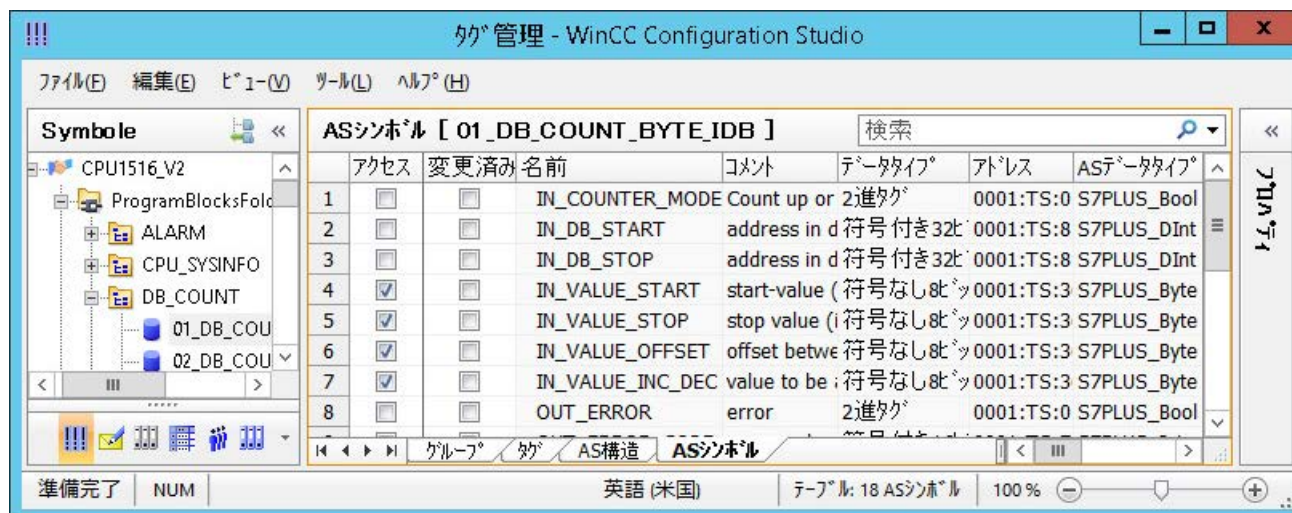 タグ管理 - WinCC Configuration Studio
ファイル(F) 編集(E) ビュー(V) ツール(L) ヘルプ(H)
Symbole
CPU1516_V2
ProgramBlocksFold
ALARM
CPU_SYSINFO
DB_COUNT
01_DB_COU
02_DB_COU
ASシンボル [ 01_DB_COUNT_BYTE_IDB ] 検索
アクセス 変更済み 名前 コメント データタイプ アドレス ASデータタイプ
1 IN_COUNTER_MODE Count up or 2進タグ 0001:TS:0 S7PLUS_Bool
2 IN_DB_START address in d 符号付き32ビ 0001:TS:8 S7PLUS_DInt
3 IN_DB_STOP address in d 符号付き32ビ 0001:TS:8 S7PLUS_DInt
4 IN_VALUE_START start-value ( 符号なし8ビッ 0001:TS:3 S7PLUS_Byte
5 IN_VALUE_STOP stop value (i 符号なし8ビッ 0001:TS:3 S7PLUS_Byte
6 IN_VALUE_OFFSET offset betwe 符号なし8ビッ 0001:TS:3 S7PLUS_Byte
7 IN_VALUE_INC_DEC value to be 符号なし8ビッ 0001:TS:3 S7PLUS_Byte
8 OUT_ERROR error 2進タグ 0001:TS:0 S7PLUS_Bool
グループ タグ AS構造 ASシンボル
プロパティ
準備完了 NUM 英語 (米国) テーブル: 18 ASシンボル 100 %